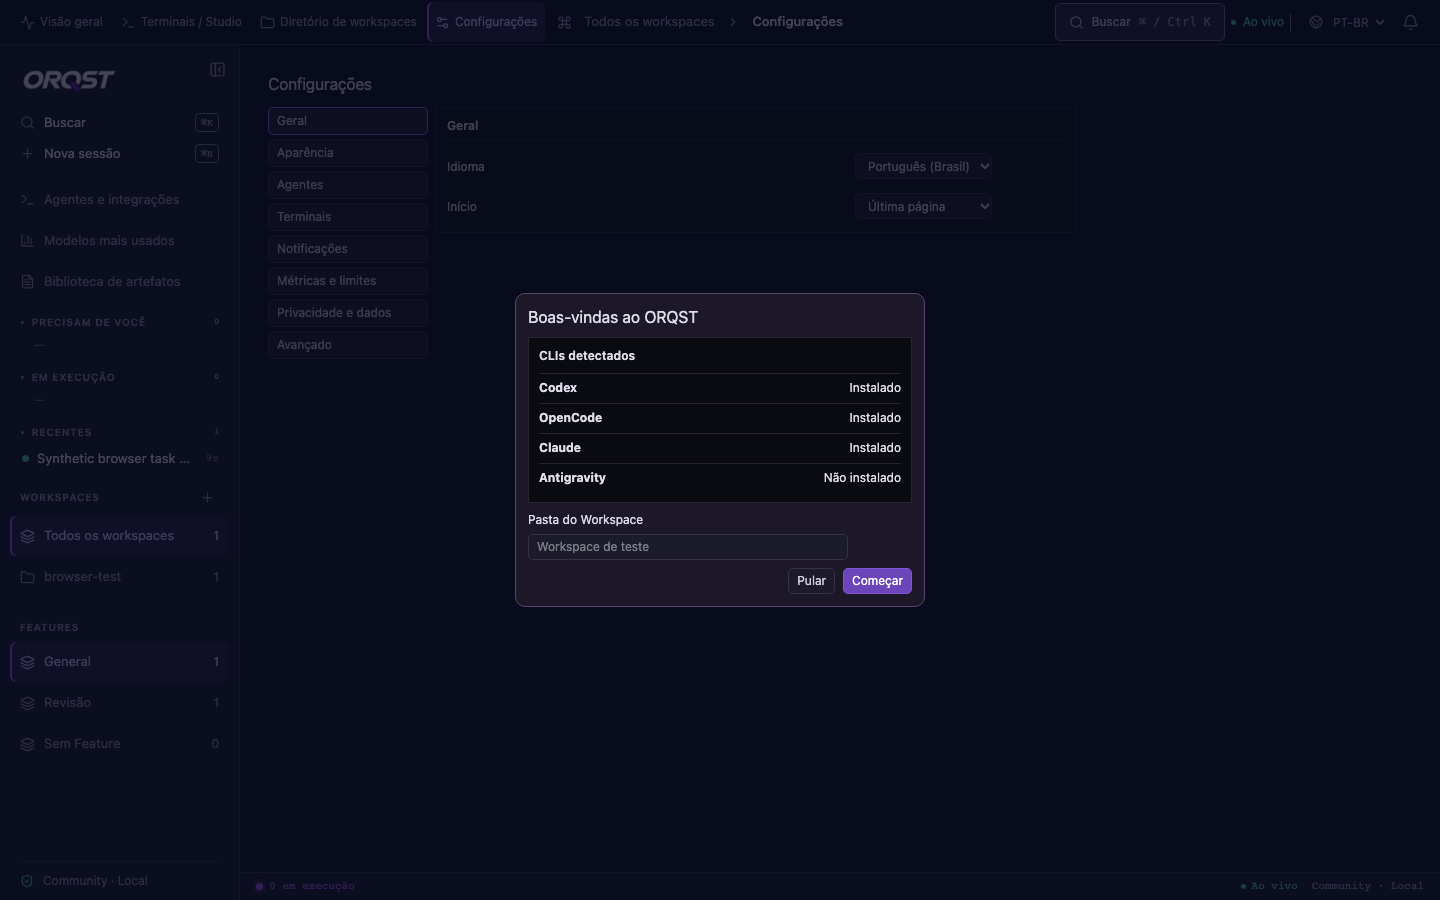 Visão geral
Terminais / Studio
Diretório de workspaces
Configurações
Todos os workspaces > Configurações
Buscar ⌘ / Ctrl K
Ao vivo
PT-BR
ORQST
Buscar ⌘K
Nova sessão ⌘N
Agentes e integrações
Modelos mais usados
Biblioteca de artefatos
PRECISAM DE VOCÊ 0
—
EM EXECUÇÃO 0
—
RECENTES 1
Synthetic browser task ... 9s
WORKSPACES +
Todos os workspaces 1
browser-test 1
FEATURES
General 1
Revisão 1
Sem Feature 0
Community · Local
Configurações
Geral
Aparência
Agentes
Terminais
Notificações
Métricas e limites
Privacidade e dados
Avançado
Geral
Idioma Português (Brasil)
Início Última página
Boas-vindas ao ORQST
CLIs detectados
Codex Instalado
OpenCode Instalado
Claude Instalado
Antigravity Não instalado
Pasta do Workspace
Workspace de teste
Pular Começar
0 em execução
Ao vivo Community · Local